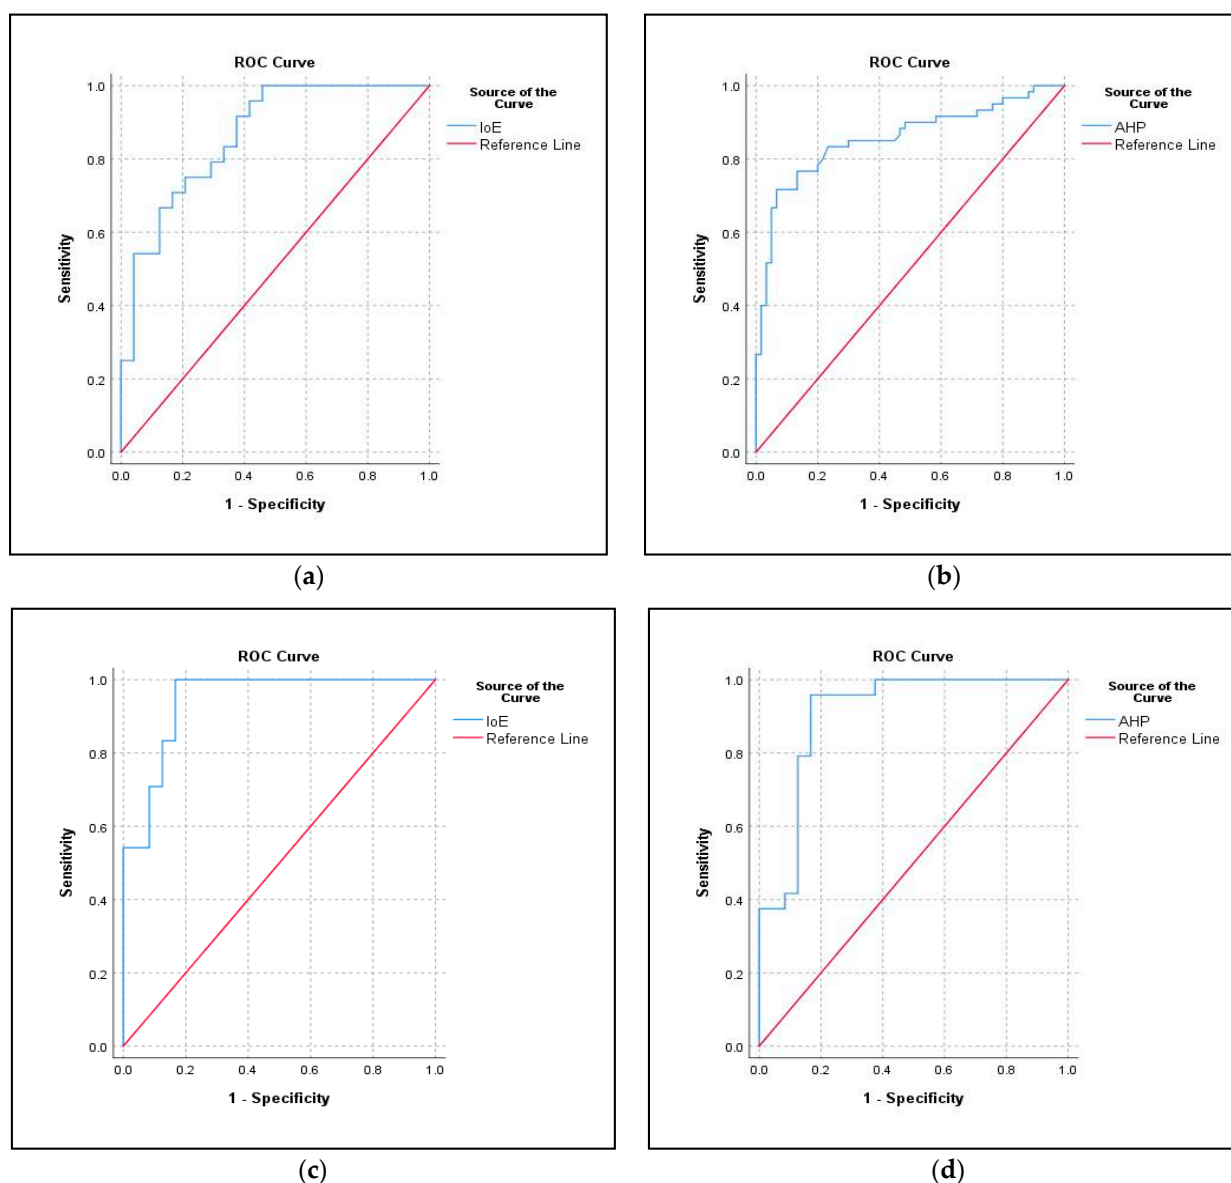 ROC Curve
Source of the
Curve
IoE
Reference Line
1.0
0.8
0.6
0.4
0.2
0.0
Sensitivity
0.0 0.2 0.4 0.6 0.8 1.0
1 - Specificity
(a)
ROC Curve
Source of the
Curve
AHP
Reference Line
1.0
0.8
0.6
0.4
0.2
0.0
Sensitivity
0.0 0.2 0.4 0.6 0.8 1.0
1 - Specificity
(b)
ROC Curve
Source of the
Curve
IoE
Reference Line
1.0
0.8
0.6
0.4
0.2
0.0
Sensitivity
0.0 0.2 0.4 0.6 0.8 1.0
1 - Specificity
(c)
ROC Curve
Source of the
Curve
AHP
Reference Line
1.0
0.8
0.6
0.4
0.2
0.0
Sensitivity
0.0 0.2 0.4 0.6 0.8 1.0
1 - Specificity
(d)